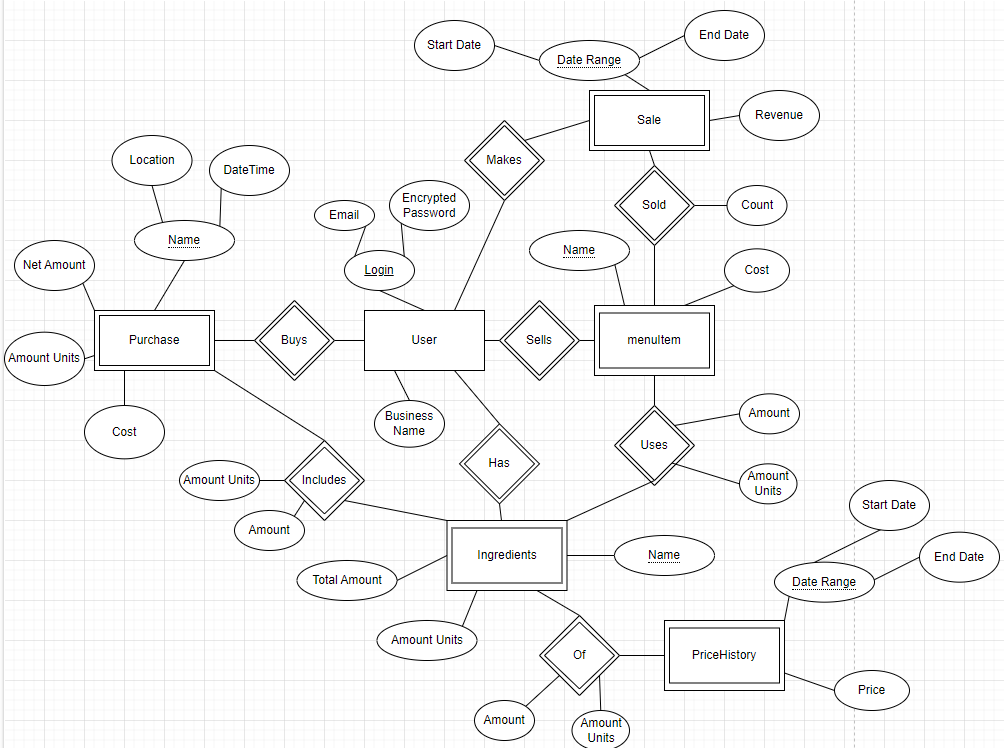 Start Date
Date Range
End Date
Sale
Revenue
Makes
Location
DateTime
Name
Net Amount
Email
Encrypted
Password
Login
Sold
Count
Name
Cost
Purchase
Buys
User
Sells
menuItem
Amount Units
Cost
Business
Name
Has
Uses
Amount
Amount
Units
Amount Units
Includes
Amount
Ingredients
Name
Total Amount
Amount Units
Start Date
End Date
Date Range
Of
PriceHistory
Price
Amount
Amount
Units